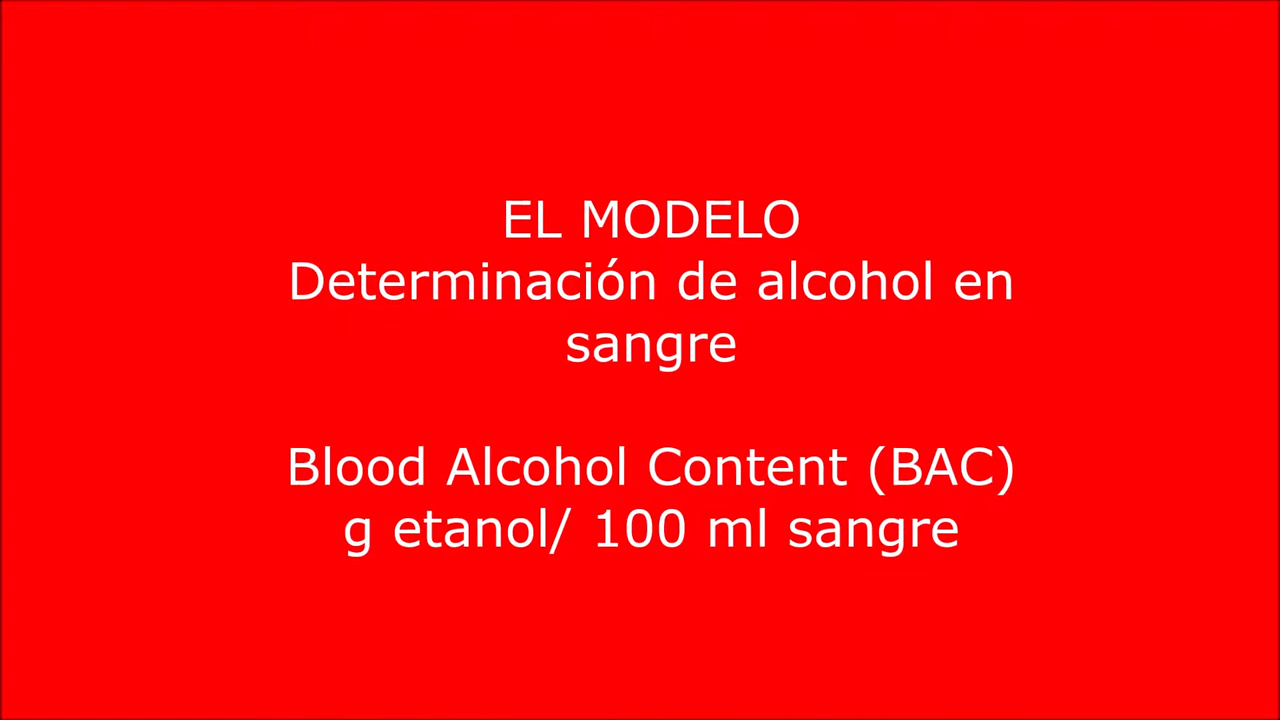 EL MODELO
Determinación de alcohol en
sangre
Blood Alcohol Content (BAC)
g etanol/ 100 ml sangre